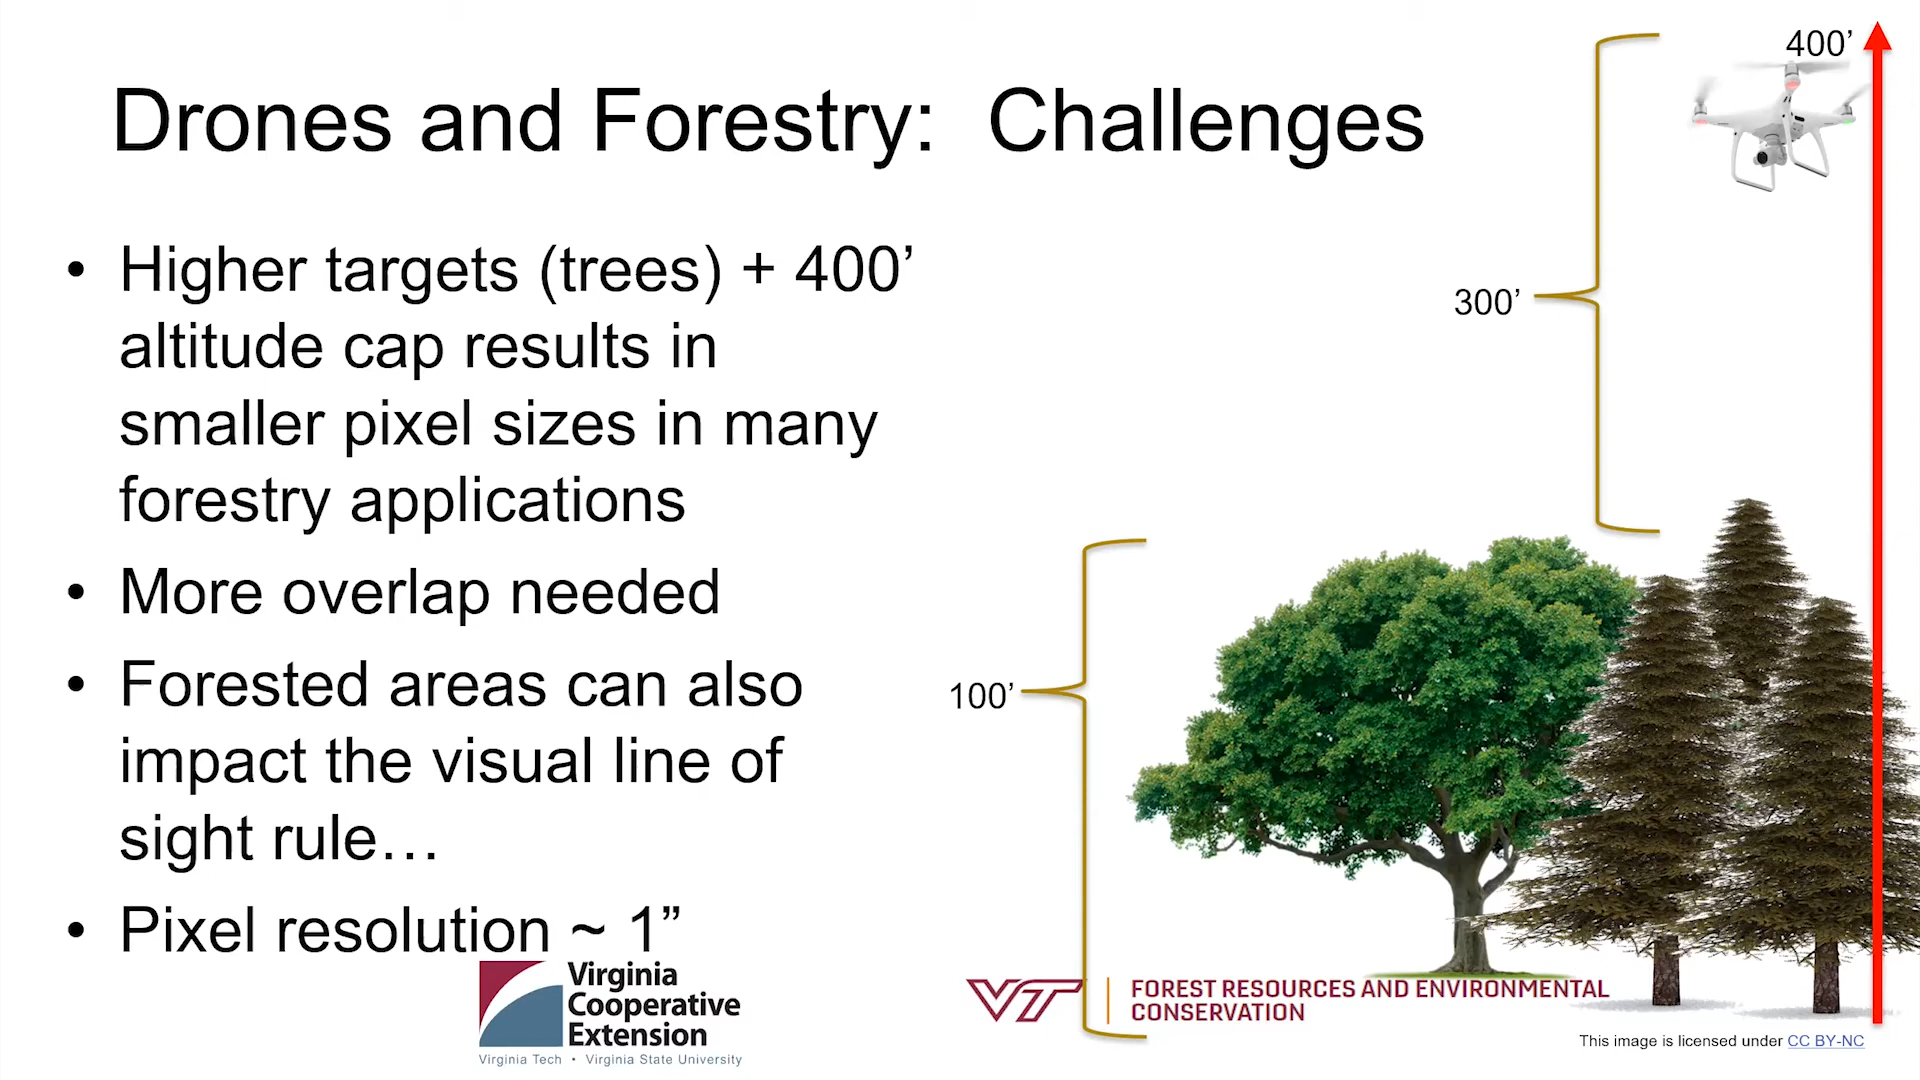 Drones and Forestry: Challenges
• Higher targets (trees) + 400’
altitude cap results in
smaller pixel sizes in many
forestry applications
• More overlap needed
• Forested areas can also
impact the visual line of
sight rule…
• Pixel resolution ~ 1”
400’
300’
100’
Virginia
Cooperative
Extension
Virginia Tech • Virginia State University
VT
FOREST RESOURCES AND ENVIRONMENTAL
CONSERVATION
This image is licensed under CC BY-NC